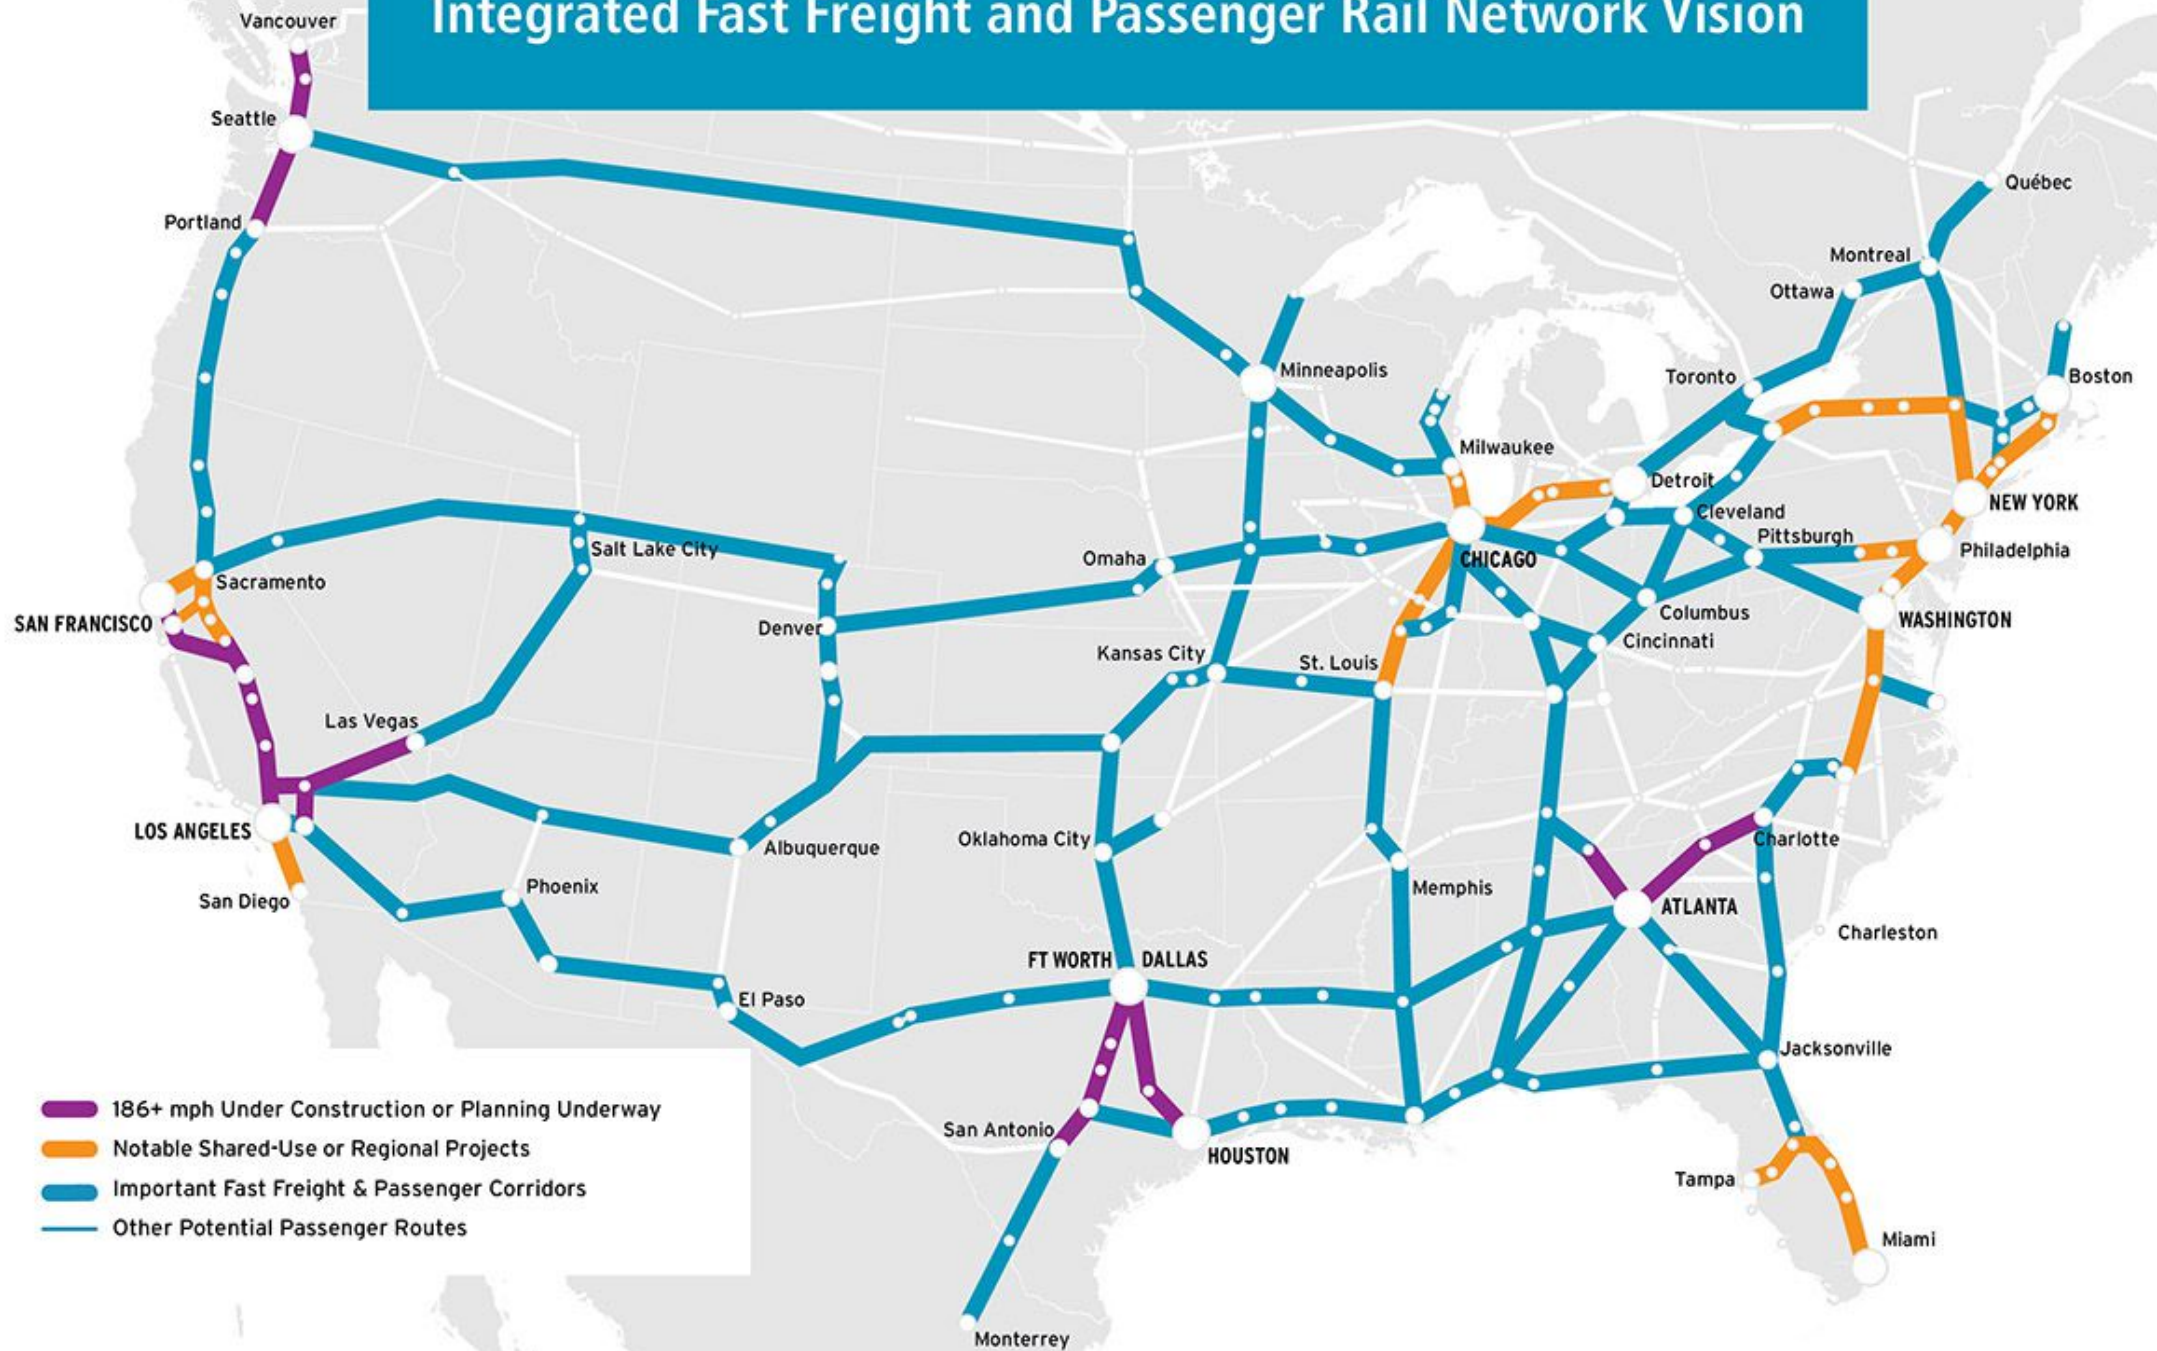 Integrated Fast Freight and Passenger Rail Network Vision
Vancouver
Seattle
Portland
Québec
Montreal
Ottawa
Minneapolis
Toronto
Boston
Milwaukee
Detroit
NEW YORK
Cleveland
Pittsburgh
Salt Lake City
Omaha
CHICAGO
Philadelphia
Sacramento
SAN FRANCISCO
Denver
Columbus
WASHINGTON
Cincinnati
Kansas City
St. Louis
Las Vegas
LOS ANGELES
Albuquerque
Oklahoma City
Charlotte
Phoenix
Memphis
San Diego
ATLANTA
Charleston
FT WORTH
DALLAS
El Paso
Jacksonville
San Antonio
HOUSTON
Tampa
Miami
Monterrey
186+ mph Under Construction or Planning Underway
Notable Shared-Use or Regional Projects
Important Fast Freight & Passenger Corridors
Other Potential Passenger Routes